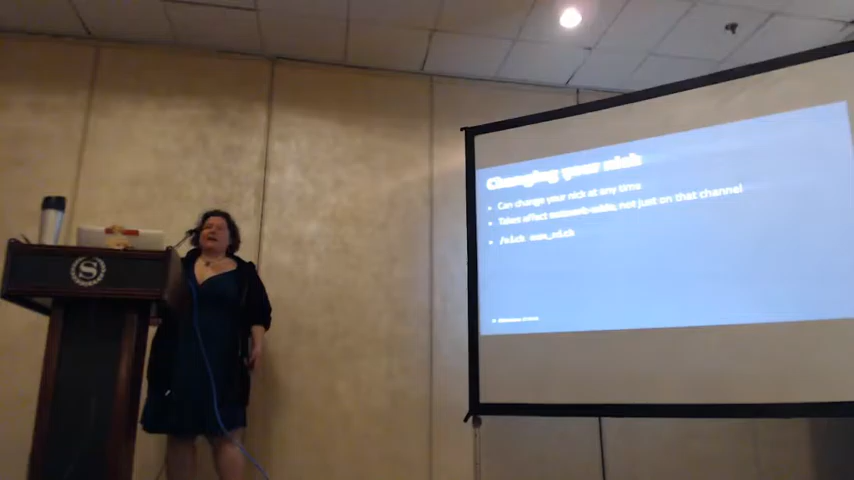 Changing your nick
Can change your nick at any time
Takes affect network-wide, not just on that channel
/nick new_nick
S